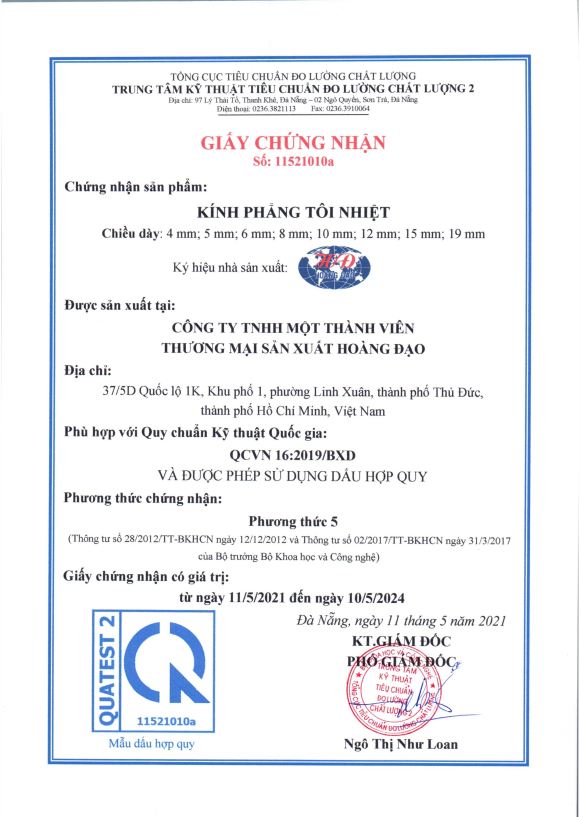 TỔNG CỤC TIÊU CHUẨN ĐO LƯỜNG CHẤT LƯỢNG
TRUNG TÂM KỸ THUẬT TIÊU CHUẨN ĐO LƯỜNG CHẤT LƯỢNG 2
Địa chỉ: 97 Lý Thái Tổ, Thanh Khê, Đà Nẵng – 02 Ngô Quyền, Sơn Trà, Đà Nẵng
Điện thoại: 0236.3821113 Fax: 0236.3910064
GIẤY CHỨNG NHẬN
Số: 11521010a
Chứng nhận sản phẩm:
KÍNH PHẲNG TÔI NHIỆT
Chiều dày: 4 mm; 5 mm; 6 mm; 8 mm; 10 mm; 12 mm; 15 mm; 19 mm
Ký hiệu nhà sản xuất:
Được sản xuất tại:
CÔNG TY TNHH MỘT THÀNH VIÊN
THƯƠNG MẠI SẢN XUẤT HOÀNG ĐẠO
Địa chỉ:
37/5D Quốc lộ 1K, Khu phố 1, phường Linh Xuân, thành phố Thủ Đức,
thành phố Hồ Chí Minh, Việt Nam
Phù hợp với Quy chuẩn Kỹ thuật Quốc gia:
QCVN 16:2019/BXD
VÀ ĐƯỢC PHÉP SỬ DỤNG DẤU HỢP QUY
Phương thức chứng nhận:
Phương thức 5
(Thông tư số 28/2012/TT-BKHCN ngày 12/12/2012 và Thông tư số 02/2017/TT-BKHCN ngày 31/3/2017
của Bộ trưởng Bộ Khoa học và Công nghệ)
Giấy chứng nhận có giá trị:
từ ngày 11/5/2021 đến ngày 10/5/2024
Đà Nẵng, ngày 11 tháng 5 năm 2021
KT.GIÁM ĐỐC
PHÓ GIÁM ĐỐC
TRUNG TÂM
KỸ THUẬT
TIÊU CHUẨN
ĐO LƯỜNG
CHẤT LƯỢNG 2
QUATEST 2
11521010a
Mẫu dấu hợp quy
Ngô Thị Như Loan